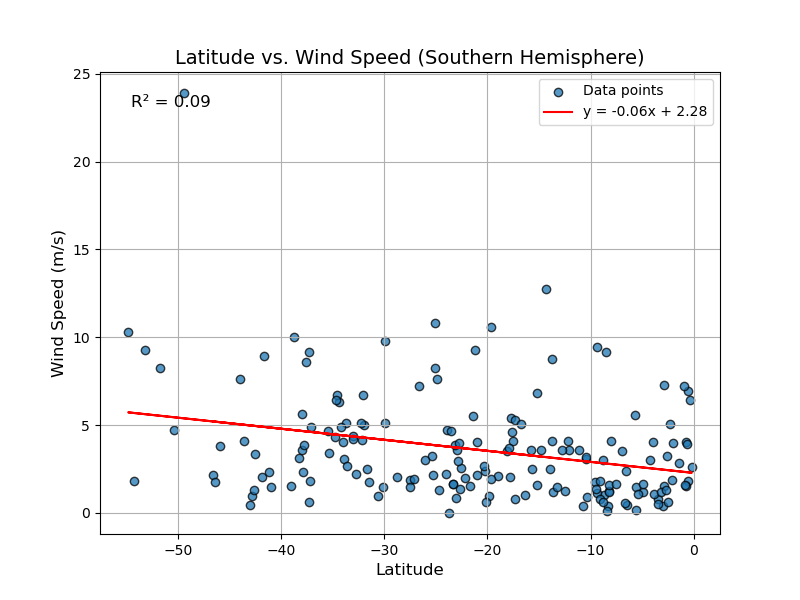 Latitude vs. Wind Speed (Southern Hemisphere)
R² = 0.09
Data points
y = -0.06x + 2.28
Wind Speed (m/s)
25
20
15
10
5
0
−50
−40
−30
−20
−10
0
Latitude